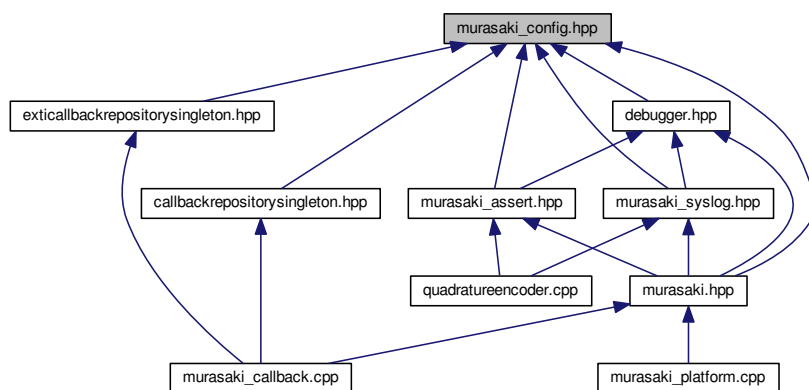 murasaki_config.hpp
exticallbackrepositorysingleton.hpp
debugger.hpp
callbackrepositorysingleton.hpp
murasaki_assert.hpp
murasaki_syslog.hpp
quadratureencoder.cpp
murasaki.hpp
murasaki_callback.cpp
murasaki_platform.cpp